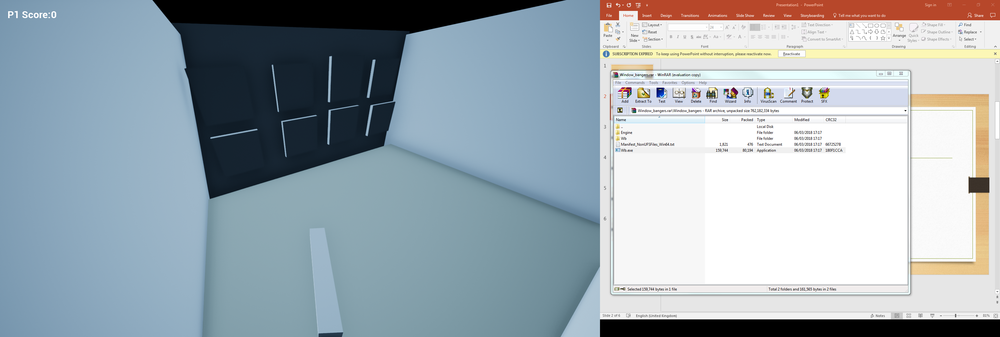 P1 Score:0
Presentation1 - PowerPoint
Sign in
File Home Insert Design Transitions Animations Slide Show Review View Storyboarding Tell me what you want to do Share
Paste
Clipboard
New Slide
Layout
Reset
Section
Slides
24
B I U S abc AV Aa A
Font
Text Direction
Align Text
Convert to SmartArt
Paragraph
Arrange
Quick Styles
Shape Fill
Shape Outline
Shape Effects
Drawing
Find
Replace
Select
Editing
SUBSCRIPTION EXPIRED To keep using PowerPoint without interruption, please reactivate now. Reactivate
1
2
3
4
5
6
Window_bangers.rar - WinRAR (evaluation copy)
File Commands Tools Favorites Options Help
Add Extract To Test View Delete Find Wizard Info VirusScan Comment Protect SFX
Window_bangers.rar\Window_bangers - RAR archive, unpacked size 762,182,334 bytes
Name Size Packed Type Modified CRC32
.. Local Disk
Engine File folder 06/03/2018 17:17
Wb File folder 06/03/2018 17:17
Manifest_NonUFSFiles_Win64.txt 1,821 476 Text Document 06/03/2018 17:17 6672527B
Wb.exe 159,744 80,194 Application 06/03/2018 17:17 180F1CCA
Selected 159,744 bytes in 1 file
Total 2 folders and 161,565 bytes in 2 files
Slide 2 of 6 English (United Kingdom) Notes 81%